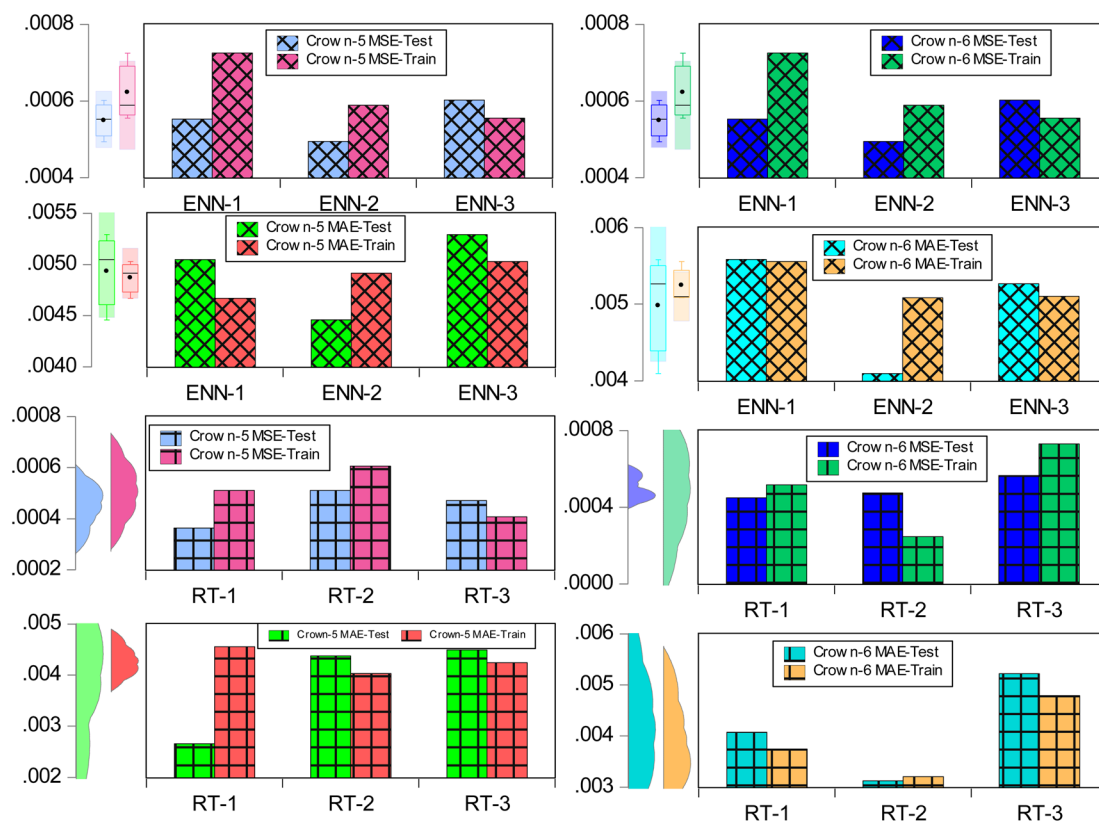 .0008
.0006
.0004
Crow n-5 MSE-Test
Crow n-5 MSE-Train
ENN-1 ENN-2 ENN-3
.0008
.0006
.0004
Crow n-6 MSE-Test
Crow n-6 MSE-Train
ENN-1 ENN-2 ENN-3
.0055
.0050
.0045
.0040
Crow n-5 MAE-Test
Crow n-5 MAE-Train
ENN-1 ENN-2 ENN-3
.006
.005
.004
Crow n-6 MAE-Test
Crow n-6 MAE-Train
ENN-1 ENN-2 ENN-3
.0008
.0006
.0004
.0002
Crow n-5 MSE-Test
Crow n-5 MSE-Train
RT-1 RT-2 RT-3
.0008
.0004
.0000
Crow n-6 MSE-Test
Crow n-6 MSE-Train
RT-1 RT-2 RT-3
.005
.004
.003
.002
Crown-5 MAE-Test Crown-5 MAE-Train
RT-1 RT-2 RT-3
.006
.005
.004
.003
Crow n-6 MAE-Test
Crow n-6 MAE-Train
RT-1 RT-2 RT-3